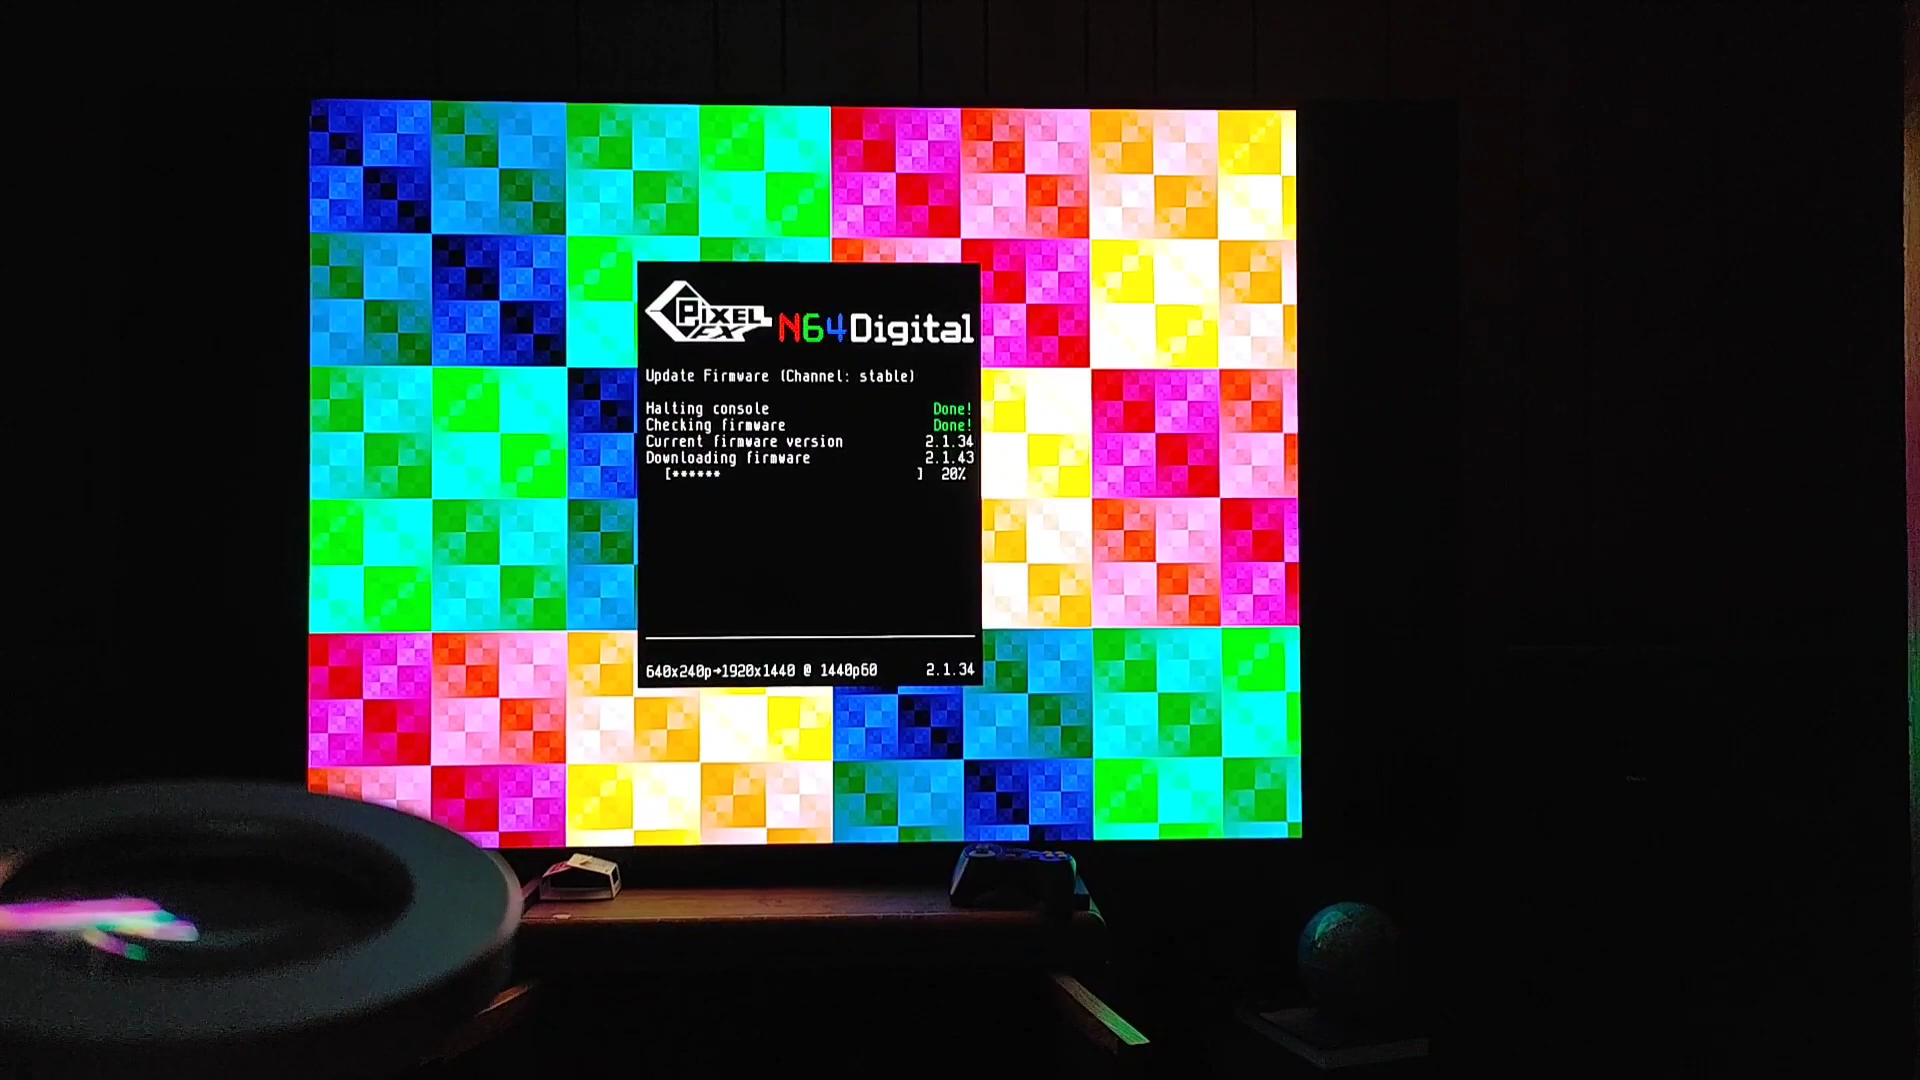 PIXEL FX N64Digital
Update Firmware (Channel: stable)
Halting console Done!
Checking firmware Done!
Current firmware version 2.1.34
Downloading firmware 2.1.43
[****** ] 20%
640x240p→1920x1440 @ 1440p60 2.1.34